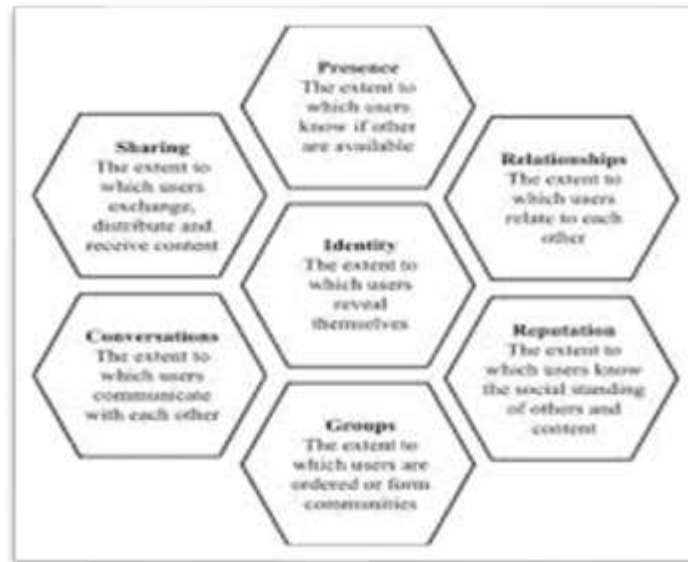 Presence
The extent to
which users
know if other
are available
Sharing
The extent to
which users
exchange,
distribute and
receive content
Relationships
The extent to
which users
relate to each
other
Identity
The extent to
which users
reveal
themselves
Conversations
The extent to
which users
communicate
with each other
Reputation
The extent to
which users know
the social standing
of others and
content
Groups
The extent to
which users are
ordered or form
communities